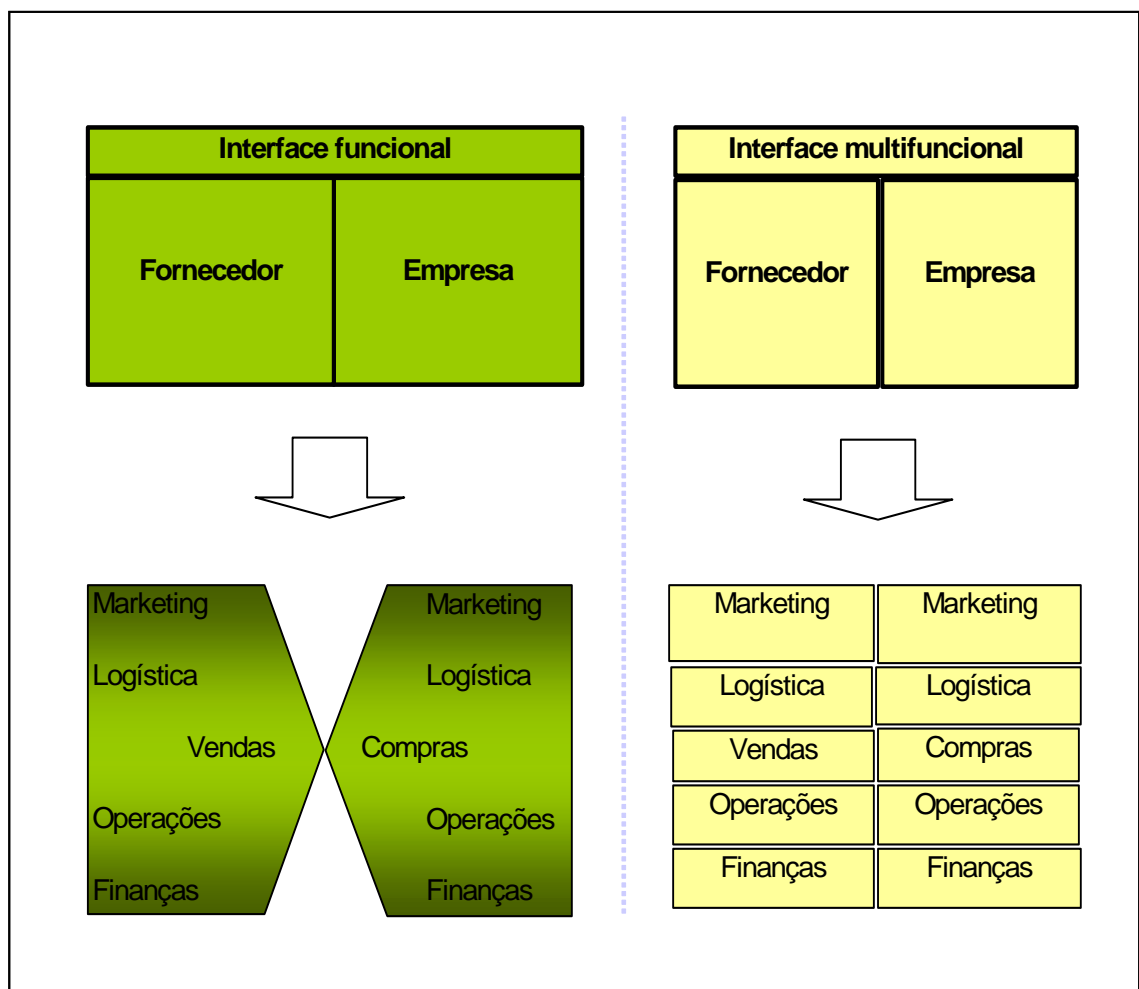 Interface funcional
Fornecedor
Empresa
Marketing
Marketing
Logística
Logística
Vendas
Compras
Operações
Operações
Finanças
Finanças
Interface multifuncional
Fornecedor
Empresa
Marketing
Marketing
Logística
Logística
Vendas
Compras
Operações
Operações
Finanças
Finanças